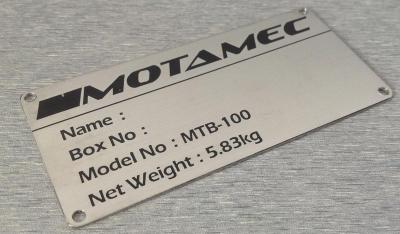 MOTAMEC
Name :
Box No :
Model No : MTB-100
Net Weight : 5.83kg